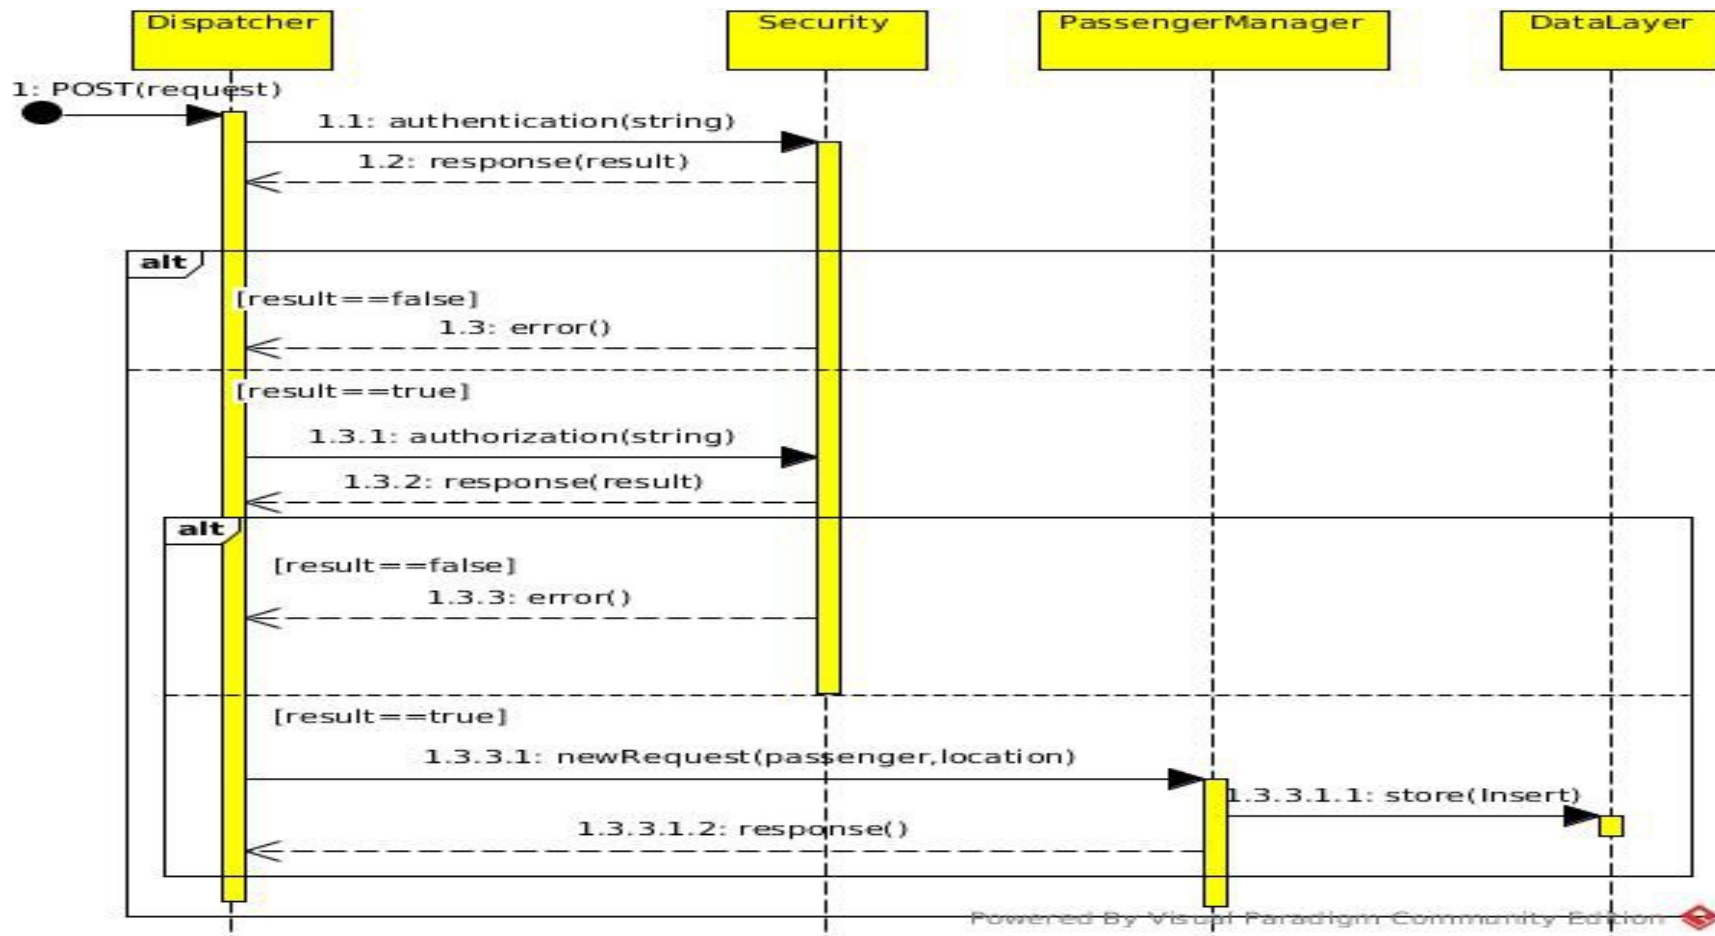 Dispatcher
Security
PassengerManager
DataLayer
1: POST(request)
1.1: authentication(string)
1.2: response(result)
alt
[result==false]
1.3: error()
[result==true]
1.3.1: authorization(string)
1.3.2: response(result)
alt
[result==false]
1.3.3: error()
[result==true]
1.3.3.1: newRequest(passenger,location)
1.3.3.1.1: store(Insert)
1.3.3.1.2: response()
Powered By Visual Paradigm Community Edition